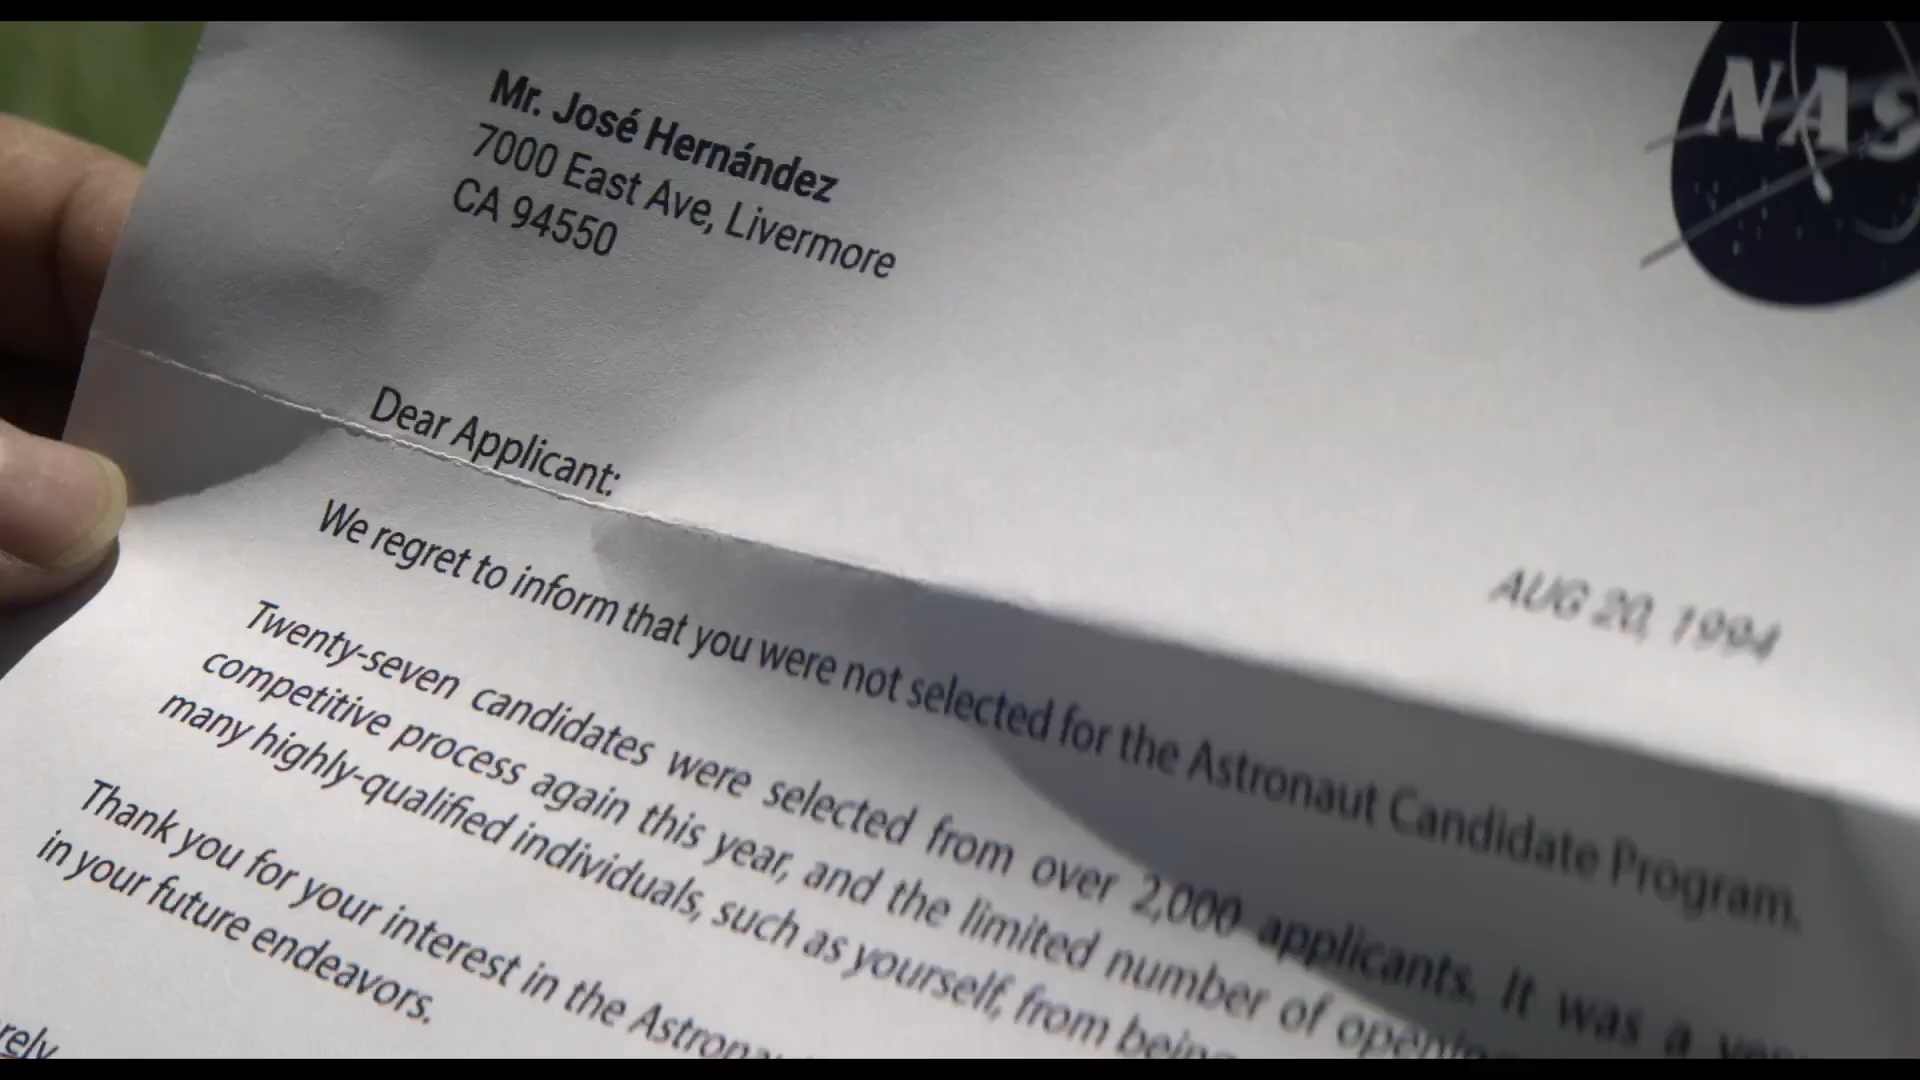 NAS
Mr. José Hernández
7000 East Ave, Livermore
CA 94550
AUG 20, 1994
Dear Applicant:
We regret to inform that you were not selected for the Astronaut Candidate Program.
Twenty-seven candidates were selected from over 2,000 applicants. It was a
competitive process again this year, and the limited number of
many highly-qualified individuals, such as yourself, from being
Thank you for your interest in the
in your future endeavors.